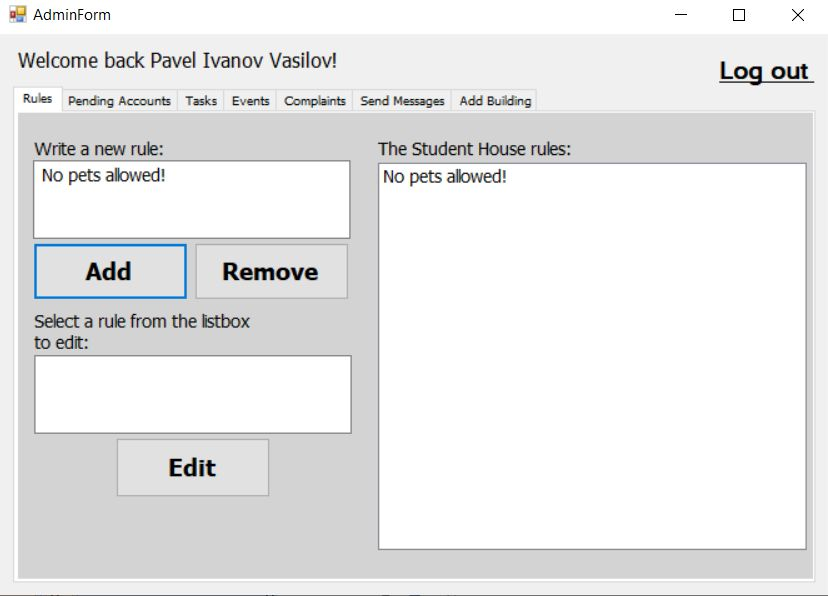 AdminForm
Welcome back Pavel Ivanov Vasilov!
Log out
Rules Pending Accounts Tasks Events Complaints Send Messages Add Building
Write a new rule:
No pets allowed!
Add Remove
Select a rule from the listbox
to edit:
Edit
The Student House rules:
No pets allowed!